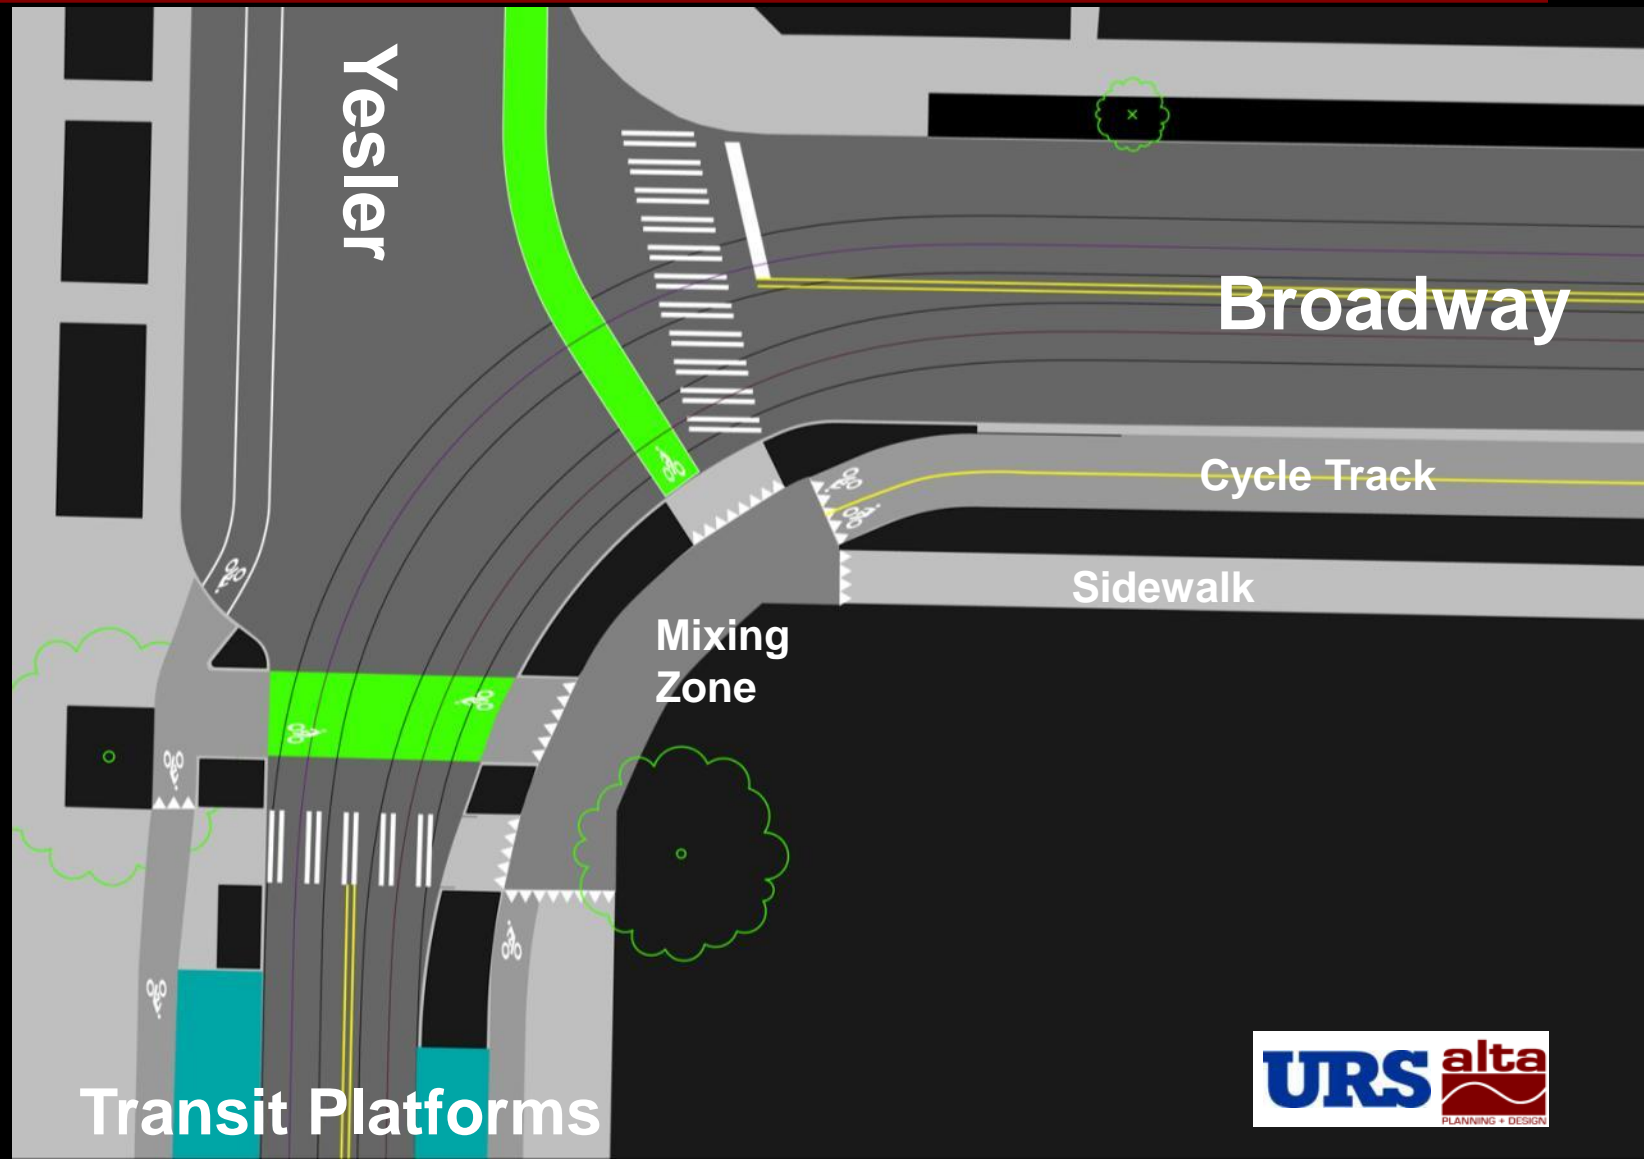 Yesler
Broadway
Cycle Track
Sidewalk
Mixing
Zone
Transit Platforms
URS
alta
PLANNING + DESIGN